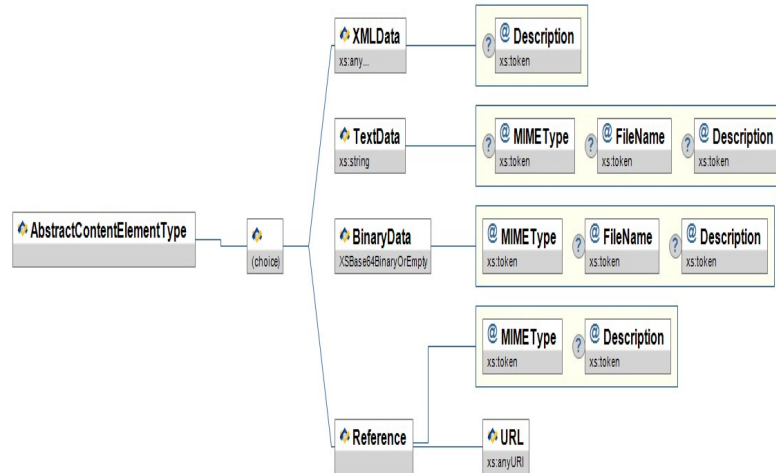 XMLData
xs:any...
? @ Description
xs:token
TextData
xs:string
? @ MIMEType
xs:token
? @ FileName
xs:token
? @ Description
xs:token
AbstractContentElementType
(choice)
BinaryData
XSBase64BinaryOrEmpty
@ MIMEType
xs:token
? @ FileName
xs:token
? @ Description
xs:token
@ MIMEType
xs:token
? @ Description
xs:token
Reference
URL
xs:anyURI